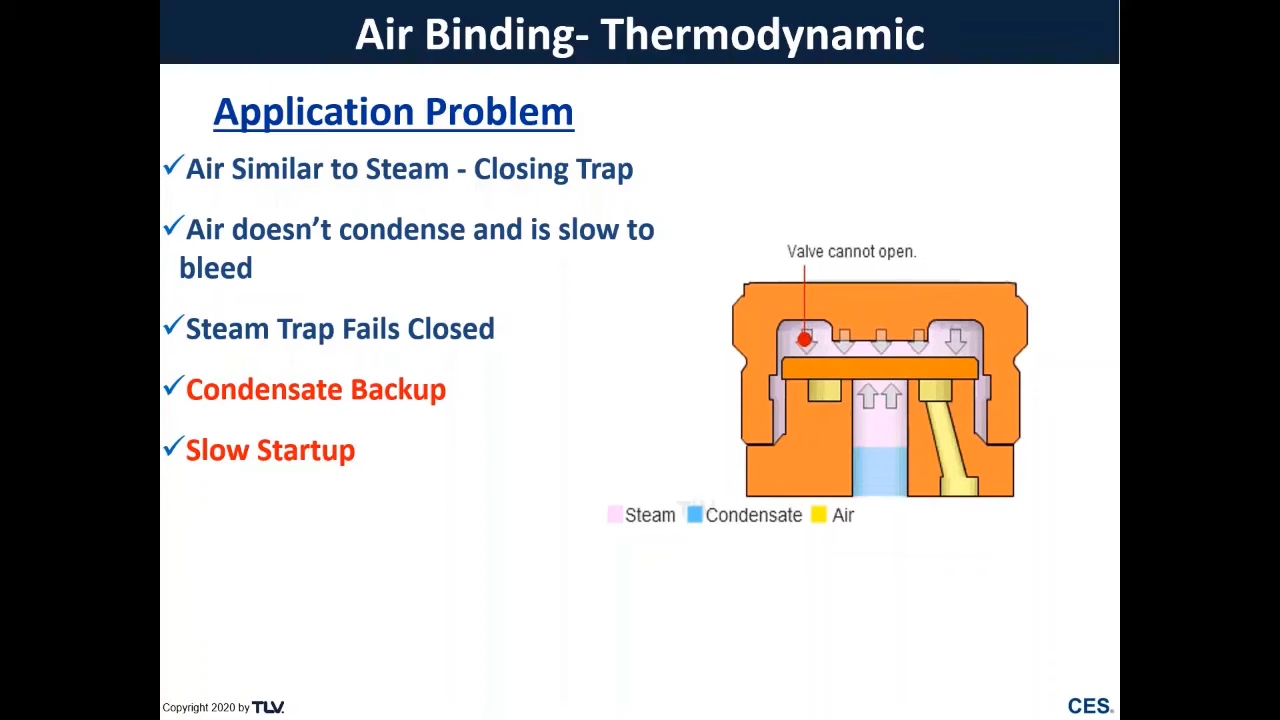 Air Binding- Thermodynamic
Application Problem
✓Air Similar to Steam - Closing Trap
✓Air doesn’t condense and is slow to
bleed
✓Steam Trap Fails Closed
✓Condensate Backup
✓Slow Startup
Valve cannot open.
Steam Condensate Air
TLV
Copyright 2020 by TLV.
CES.